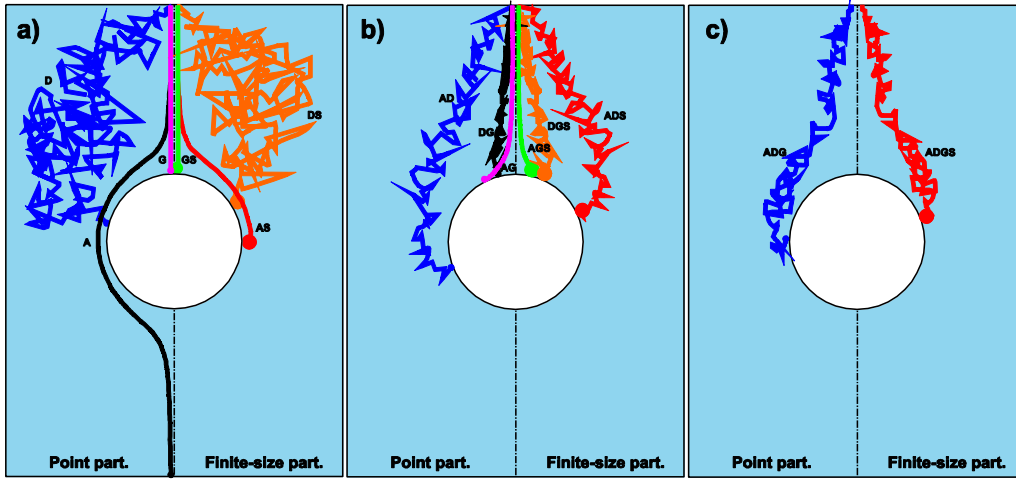 a)
D
DS
G
GS
A
AS
Point part.
Finite-size part.
b)
AD
ADS
DG
DGS
AGS
AG
Point part.
Finite-size part.
c)
ADG
ADGS
Point part.
Finite-size part.